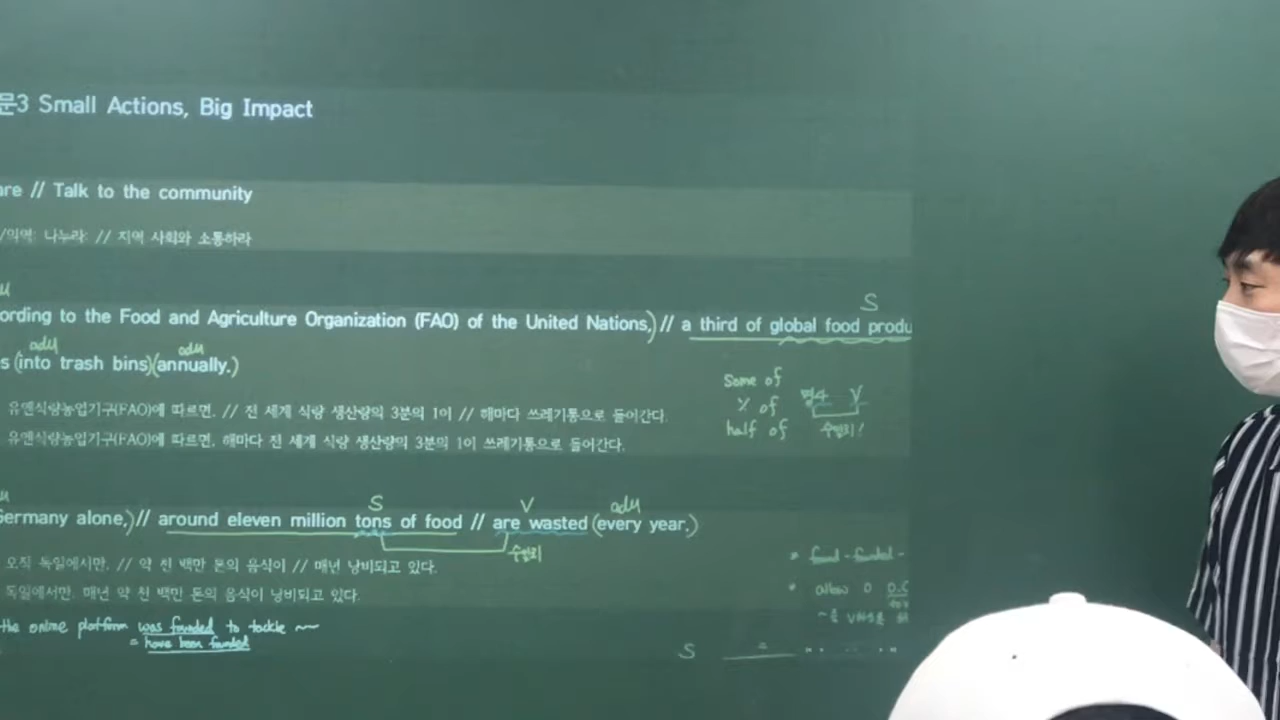 문3 Small Actions, Big Impact
are // Talk to the community
/의역: 나누라: // 지역 사회와 소통하라
S
ording to the Food and Agriculture Organization (FAO) of the United Nations,) // a third of global food produ
adv adv
s (into trash bins)(annually.)
유엔식량농업기구(FAO)에 따르면, // 전 세계 식량 생산량의 3분의 1이 // 해마다 쓰레기통으로 들어간다.
유엔식량농업기구(FAO)에 따르면, 해마다 전 세계 식량 생산량의 3분의 1이 쓰레기통으로 들어간다.
Some of
% of 명사 V
half of 수일치!
S V adv
Germany alone,) // around eleven million tons of food // are wasted (every year.)
수일치
오직 독일에서만, // 약 천 백만 톤의 음식이 // 매년 낭비되고 있다.
독일에서만, 매년 약 천 백만 톤의 음식이 낭비되고 있다.
* found - founded -
* allow O
the online platform was founded to tackle ~
= have been founded
S